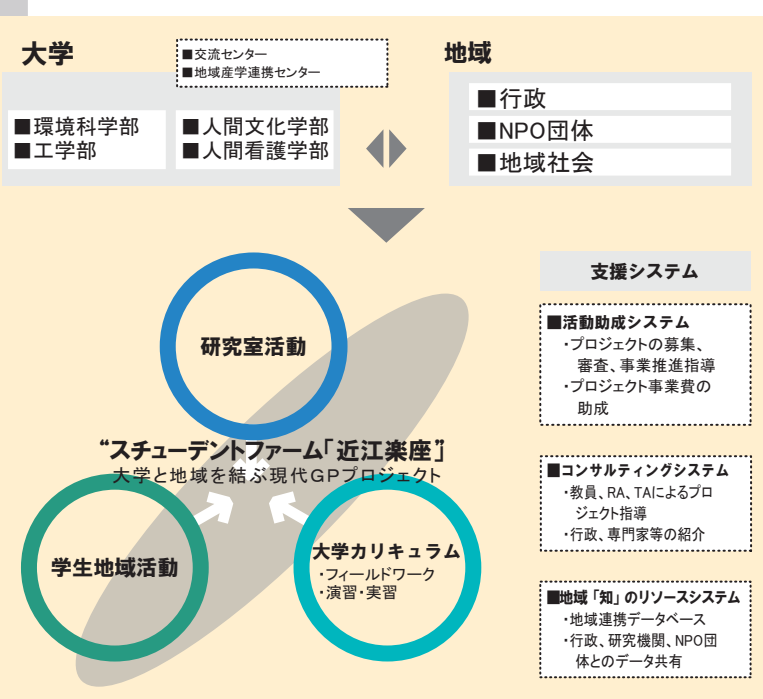 大学
■交流センター
■地域産学連携センター
■環境科学部
■工学部
■人間文化学部
■人間看護学部
地域
■行政
■NPO団体
■地域社会
研究室活動
“スチューデントファーム「近江楽座」”
大学と地域を結ぶ現代GPプロジェクト
学生地域活動
大学カリキュラム
・フィールドワーク
・演習・実習
支援システム
■活動助成システム
・プロジェクトの募集、
審査、事業推進指導
・プロジェクト事業費の
助成
■コンサルティングシステム
・教員、RA、TAによるプロ
ジェクト指導
・行政、専門家等の紹介
■地域「知」のリソースシステム
・地域連携データベース
・行政、研究機関、NPO団
体とのデータ共有